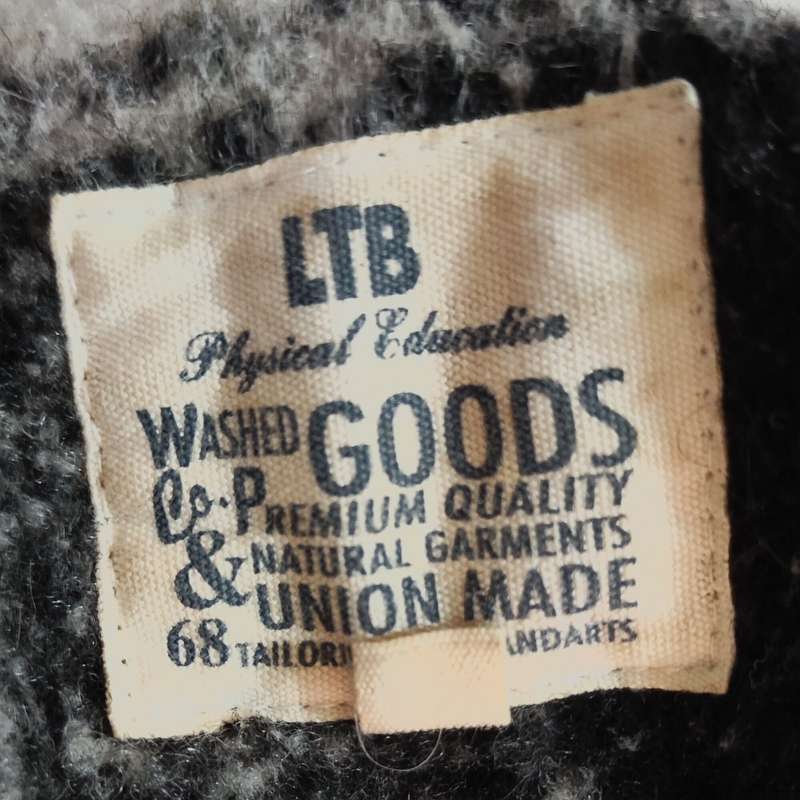 LTB
Physical Education
WASHED GOODS
Co. PREMIUM QUALITY
& NATURAL GARMENTS
UNION MADE
68